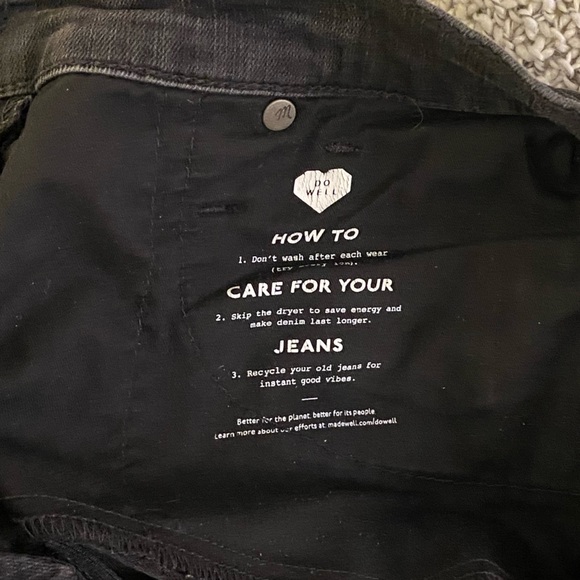 M
DO
WELL
HOW TO
1. Don't wash after each wear
(try
CARE FOR YOUR
2. Skip the dryer to save energy and
make denim last longer.
JEANS
3. Recycle your old jeans for
instant good vibes.
Better for the planet, better for its people
Learn more about our efforts at madewell.com/dowell